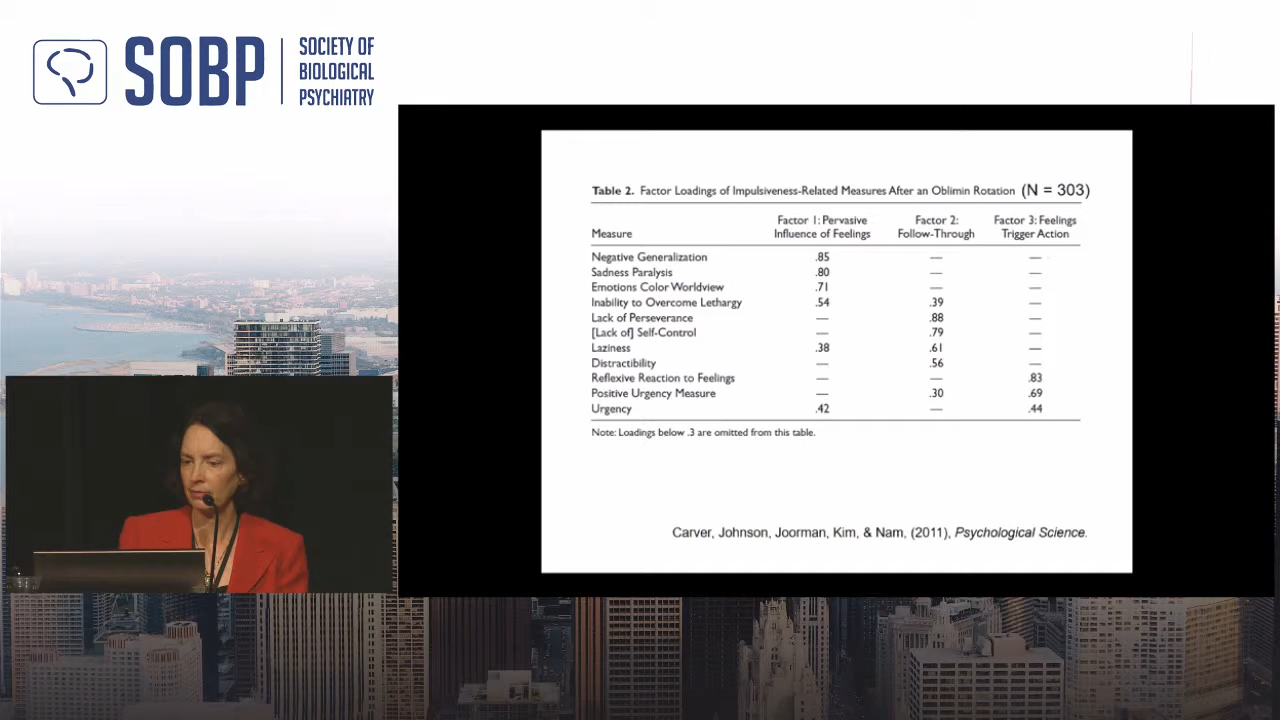 SOBP
SOCIETY OF
BIOLOGICAL
PSYCHIATRY
Table 2. Factor Loadings of Impulsiveness-Related Measures After an Oblimin Rotation (N = 303)
Measure Factor 1: Pervasive Influence of Feelings Factor 2: Follow-Through Factor 3: Feelings Trigger Action
Negative Generalization .85 — —
Sadness Paralysis .80 — —
Emotions Color Worldview .71 — —
Inability to Overcome Lethargy .54 .39 —
Lack of Perseverance — .88 —
[Lack of] Self-Control — .79 —
Laziness .38 .61 —
Distractibility — .56 —
Reflexive Reaction to Feelings — — .83
Positive Urgency Measure — .30 .69
Urgency .42 — .44
Note: Loadings below .3 are omitted from this table.
Carver, Johnson, Joorman, Kim, & Nam, (2011), Psychological Science.